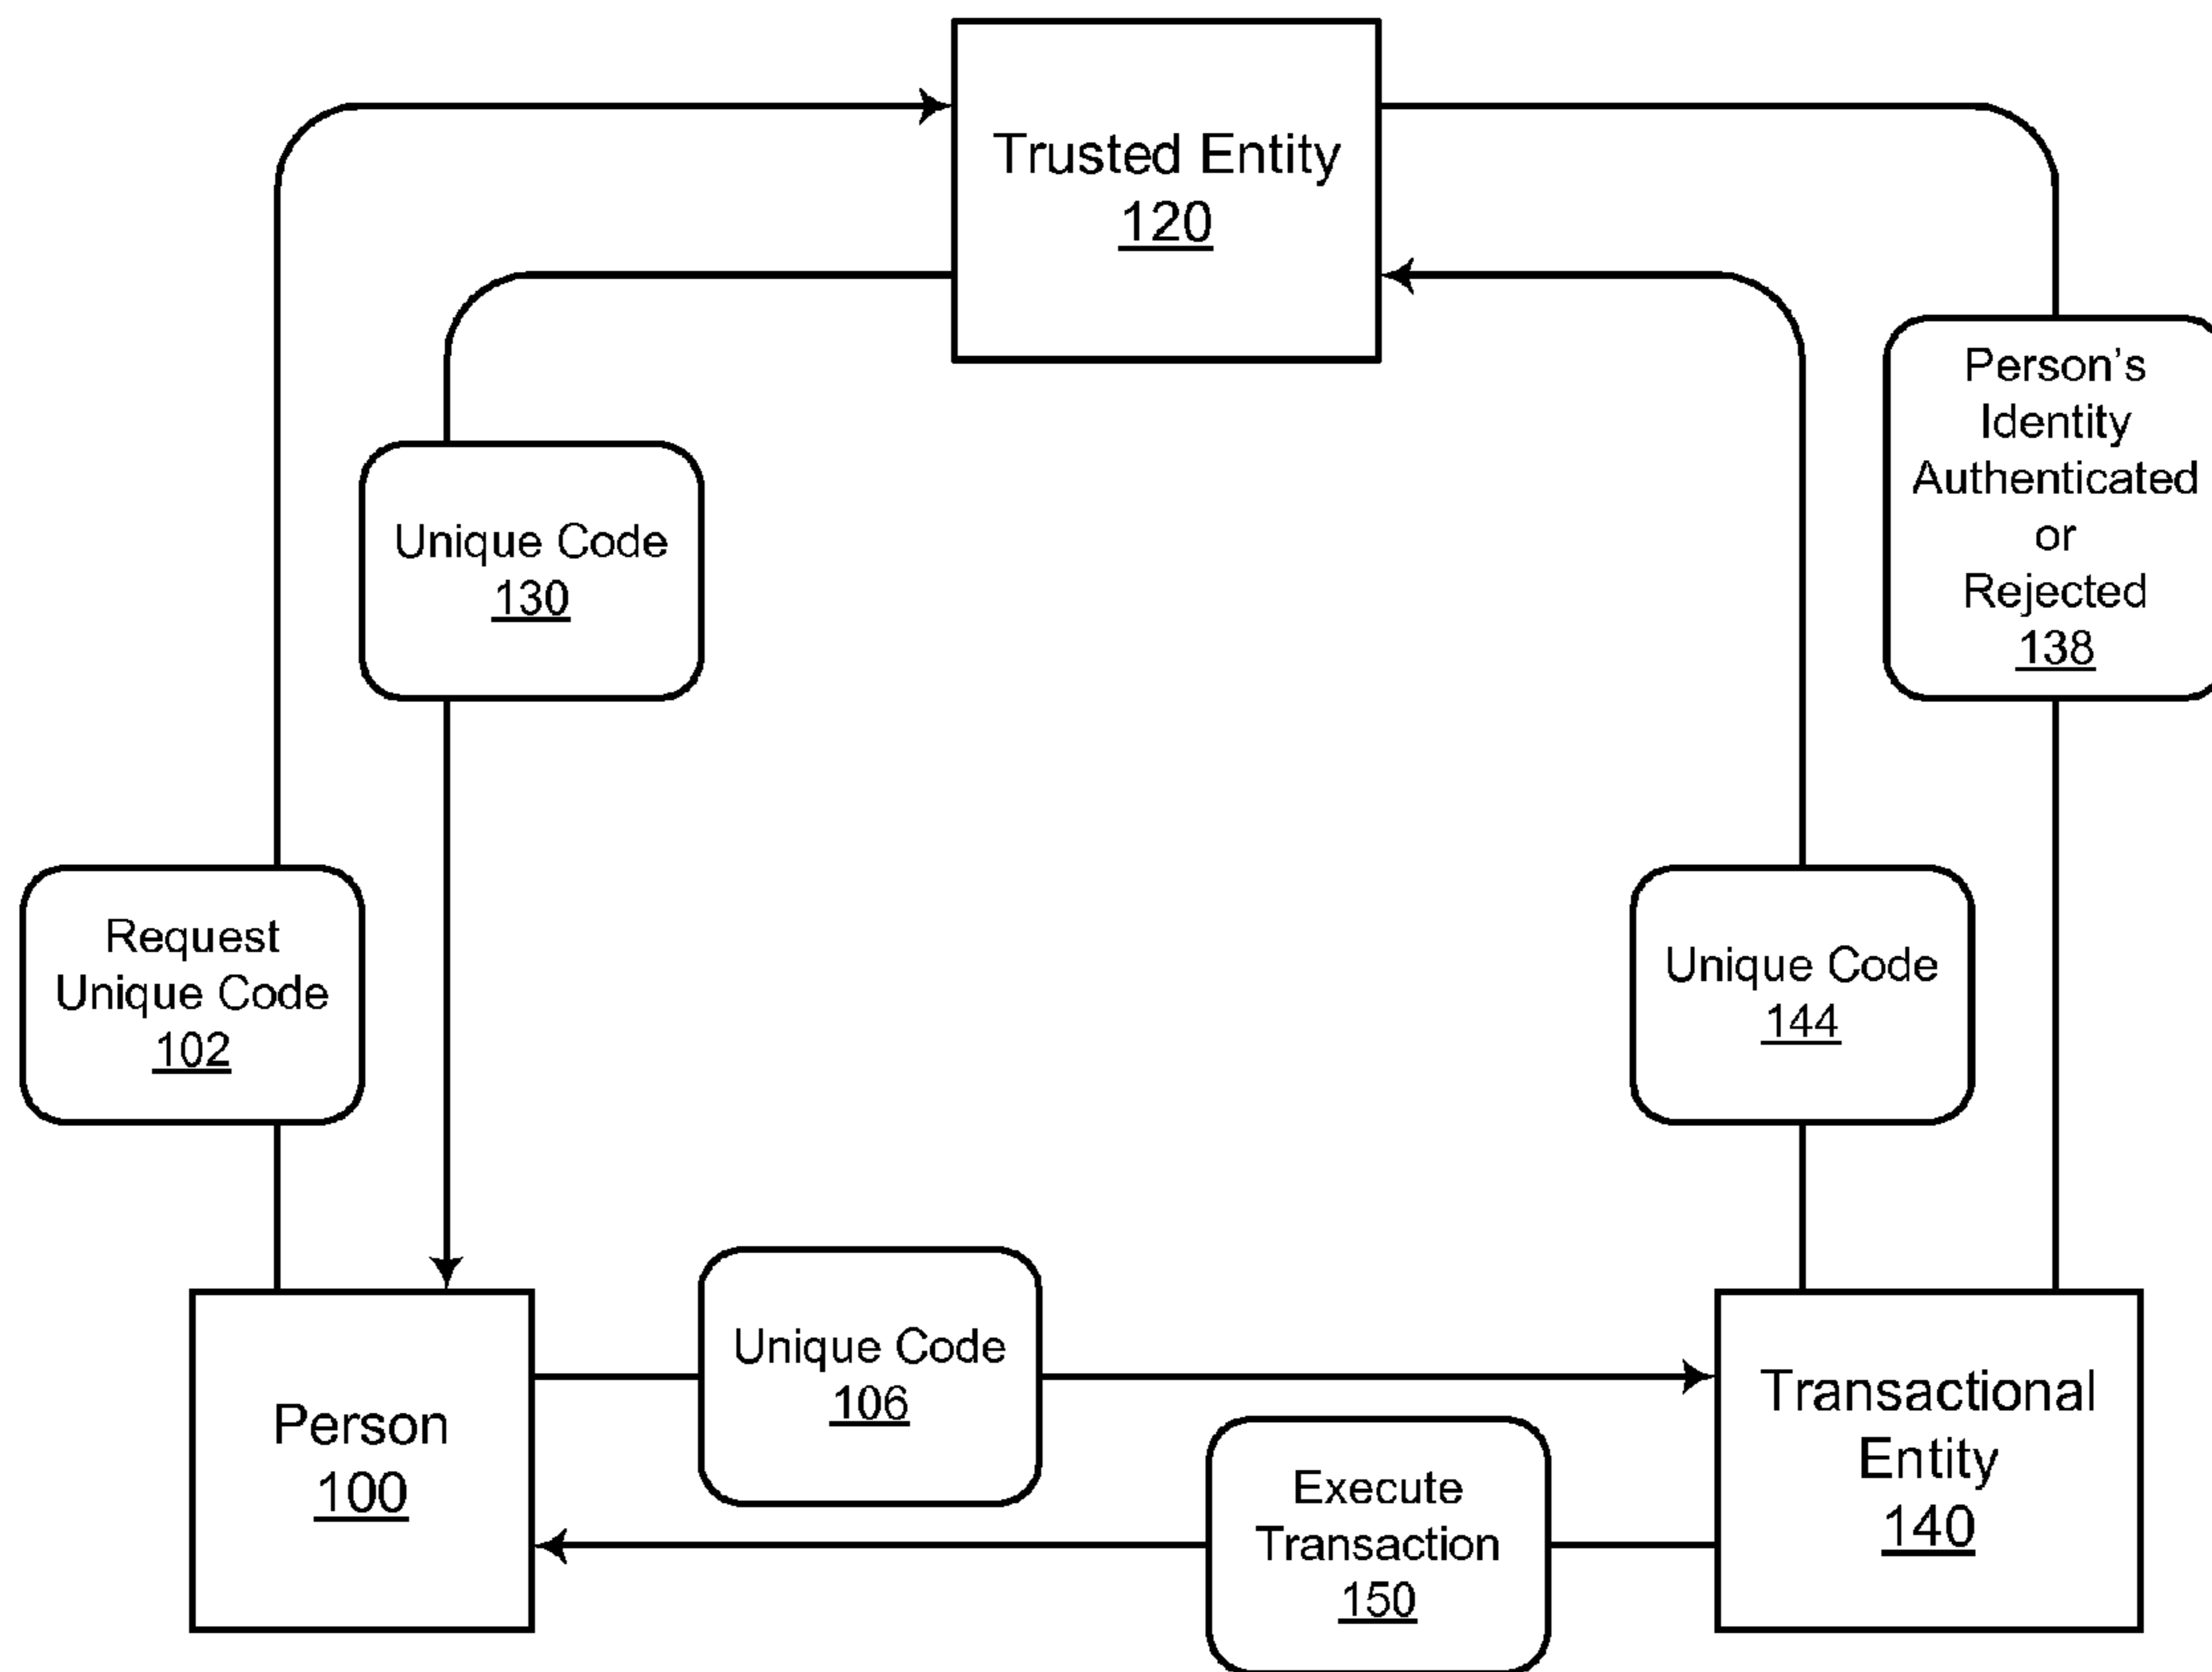 Trusted Entity
120
Person's
Identity
Authenticated
or
Rejected
138
Unique Code
130
Request
Unique Code
102
Unique Code
144
Unique Code
106
Person
100
Execute
Transaction
150
Transactional
Entity
140